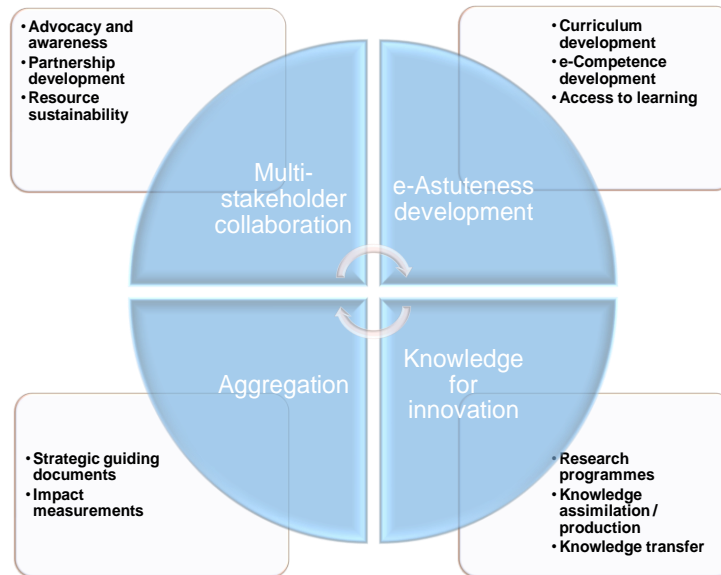 • Advocacy and
awareness
• Partnership
development
• Resource
sustainability
• Curriculum
development
• e-Competence
development
• Access to learning
Multi-
stakeholder
collaboration
e-Astuteness
development
Aggregation
Knowledge
for
innovation
• Strategic guiding
documents
• Impact
measurements
• Research
programmes
• Knowledge
assimilation /
production
• Knowledge transfer